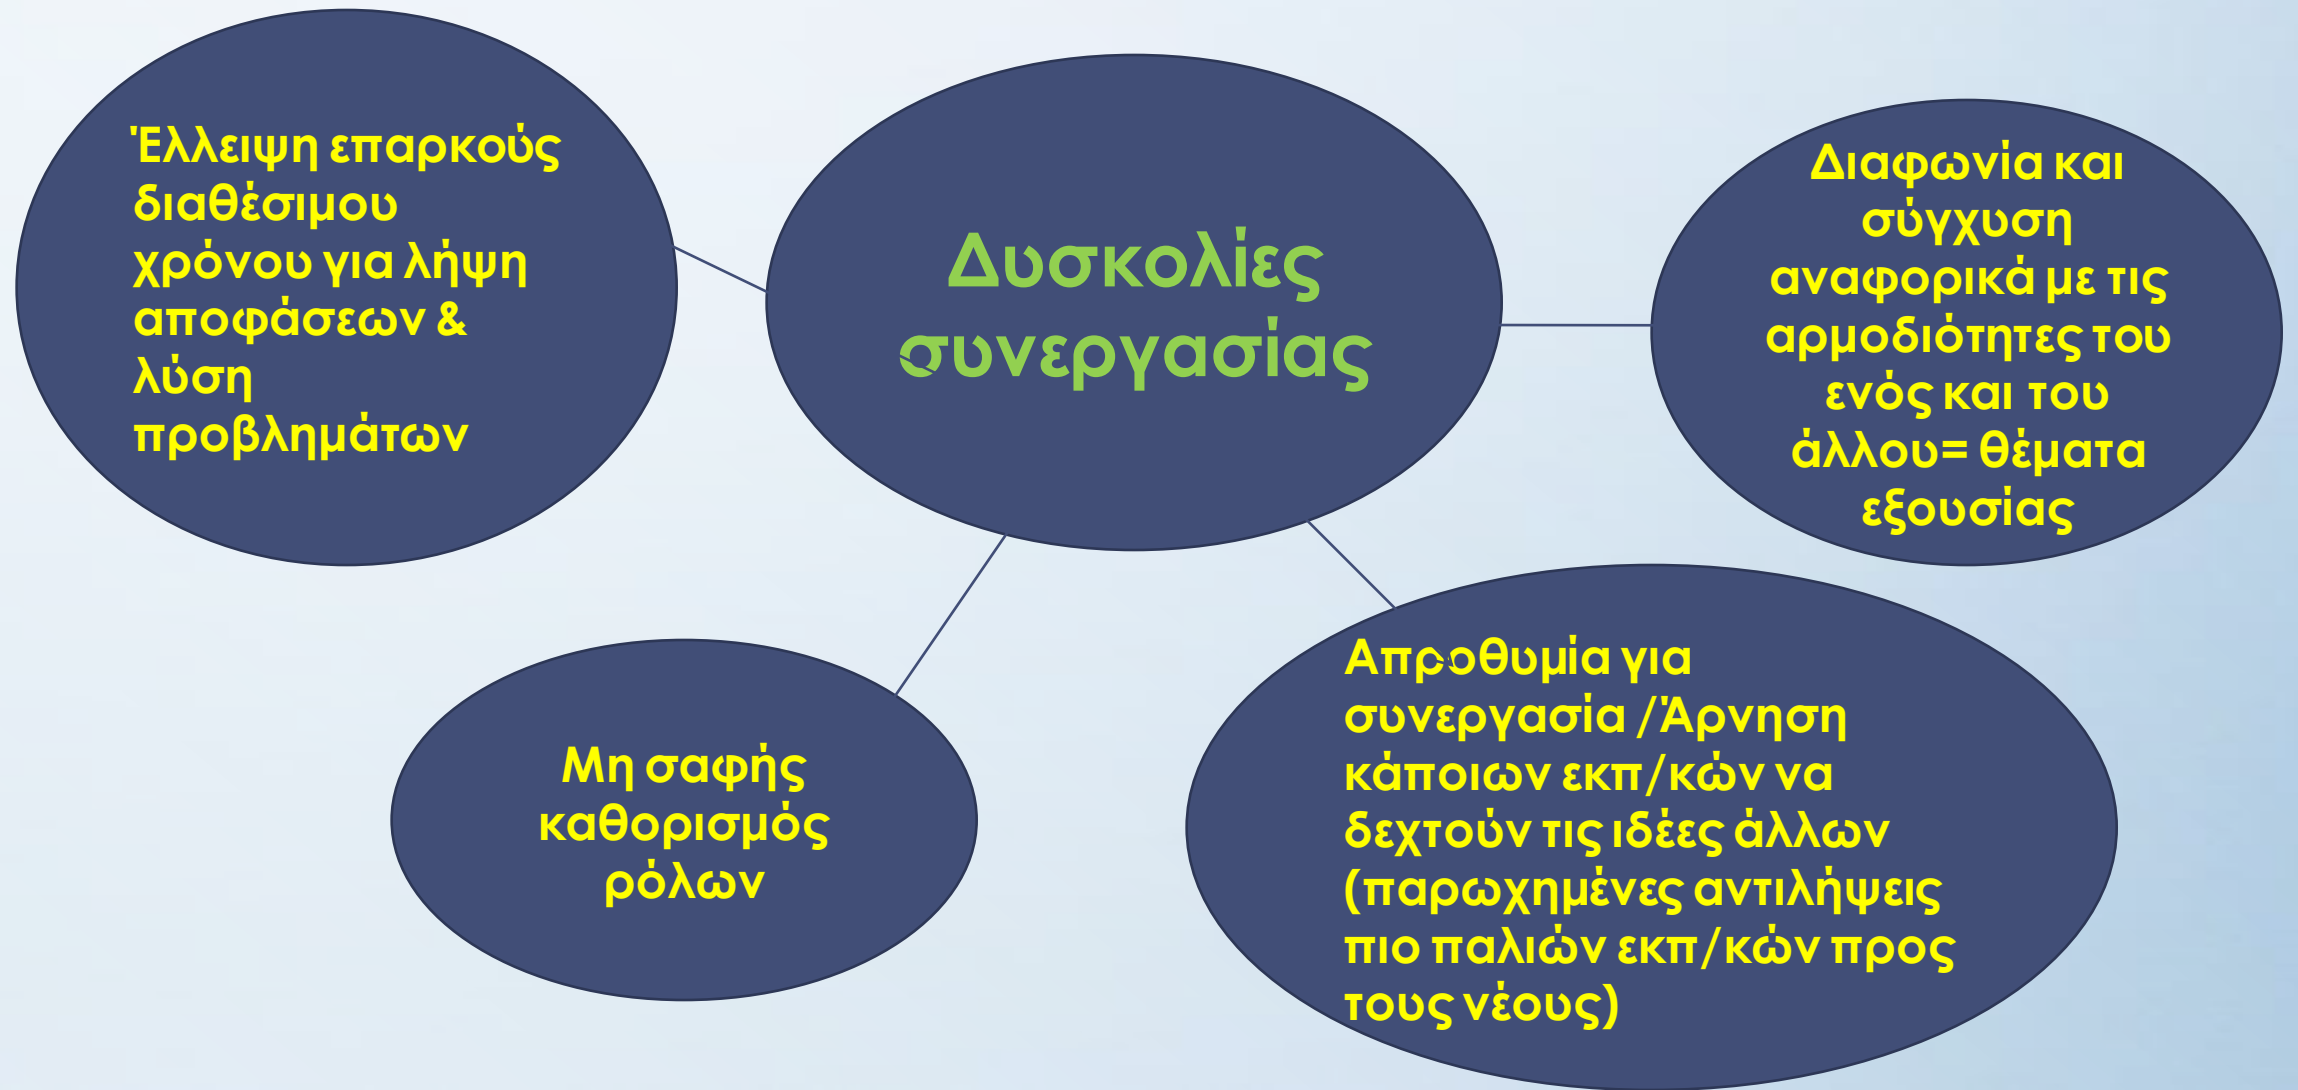 Έλλειψη επαρκούς
διαθέσιμου
χρόνου για λήψη
αποφάσεων &
λύση
προβλημάτων
Δυσκολίες
συνεργασίας
Διαφωνία και
σύγχυση
αναφορικά με τις
αρμοδιότητες του
ενός και του
άλλου= θέματα
εξουσίας
Μη σαφής
καθορισμός
ρόλων
Απροθυμία για
συνεργασία /Άρνηση
κάποιων εκπ/κών να
δεχτούν τις ιδέες άλλων
(παρωχημένες αντιλήψεις
πιο παλιών εκπ/κών προς
τους νέους)